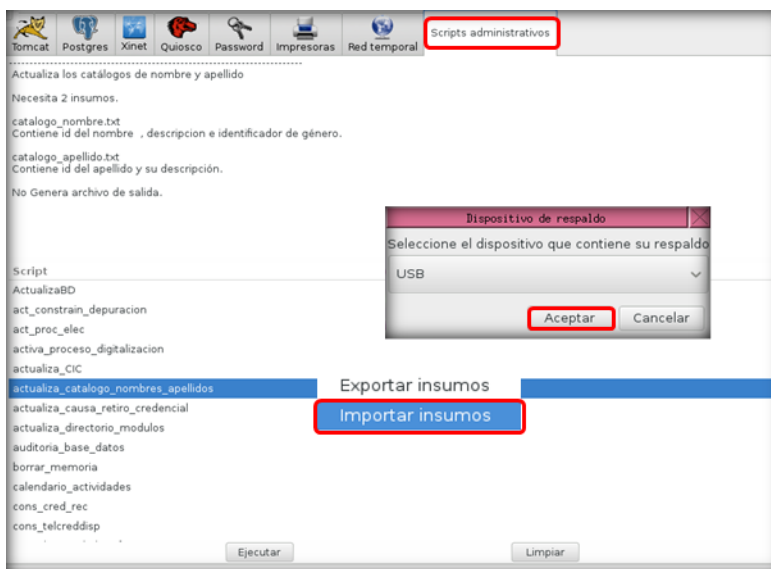 Tomcat Postgres Xinet Quiosco Password Impresoras Red temporal Scripts administrativos
Actualiza los catálogos de nombre y apellido
Necesita 2 insumos.
catalogo_nombre.txt
Contiene id del nombre , descripcion e identificador de género.
catalogo_apellido.txt
Contiene id del apellido y su descripción.
No Genera archivo de salida.
Dispositivo de respaldo
Seleccione el dispositivo que contiene su respaldo
USB
Aceptar Cancelar
Script
ActualizaBD
act_constrain_depuracion
act_proc_elec
activa_proceso_digitalizacion
actualiza_CIC
actualiza_catalogo_nombres_apellidos
Exportar insumos
Importar insumos
actualiza_causa_retiro_credencial
actualiza_directorio_modulos
auditoria_base_datos
borrar_memoria
calendario_actividades
cons_cred_rec
cons_telcreddisp
Ejecutar Limpiar